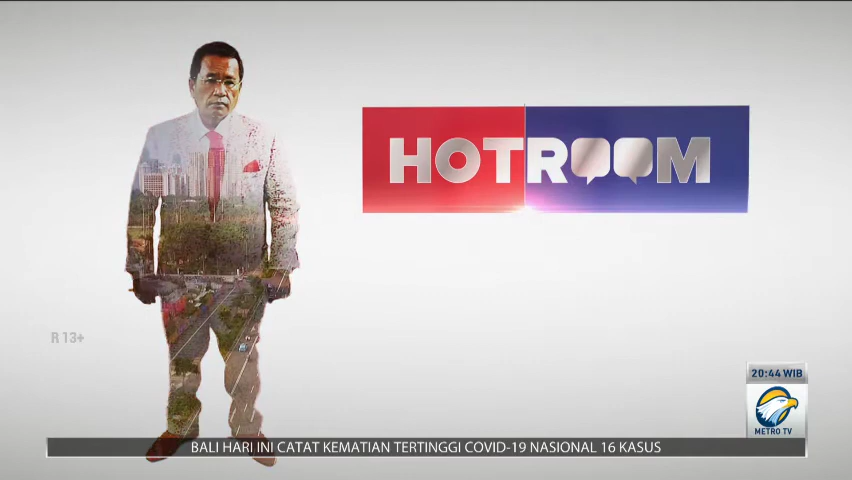 HOTROOM
R 13+
20:44 WIB
METRO TV
BALI HARI INI CATAT KEMATIAN TERTINGGI COVID-19 NASIONAL 16 KASUS